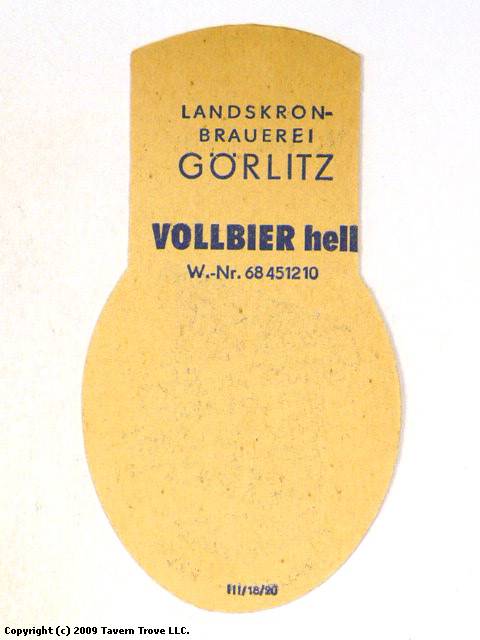 LANDSKRON-
BRAUEREI
GÖRLITZ
VOLLBIER hell
W.-Nr. 68 451210
III/18/20
Copyright (c) 2009 Tavern Trove LLC.